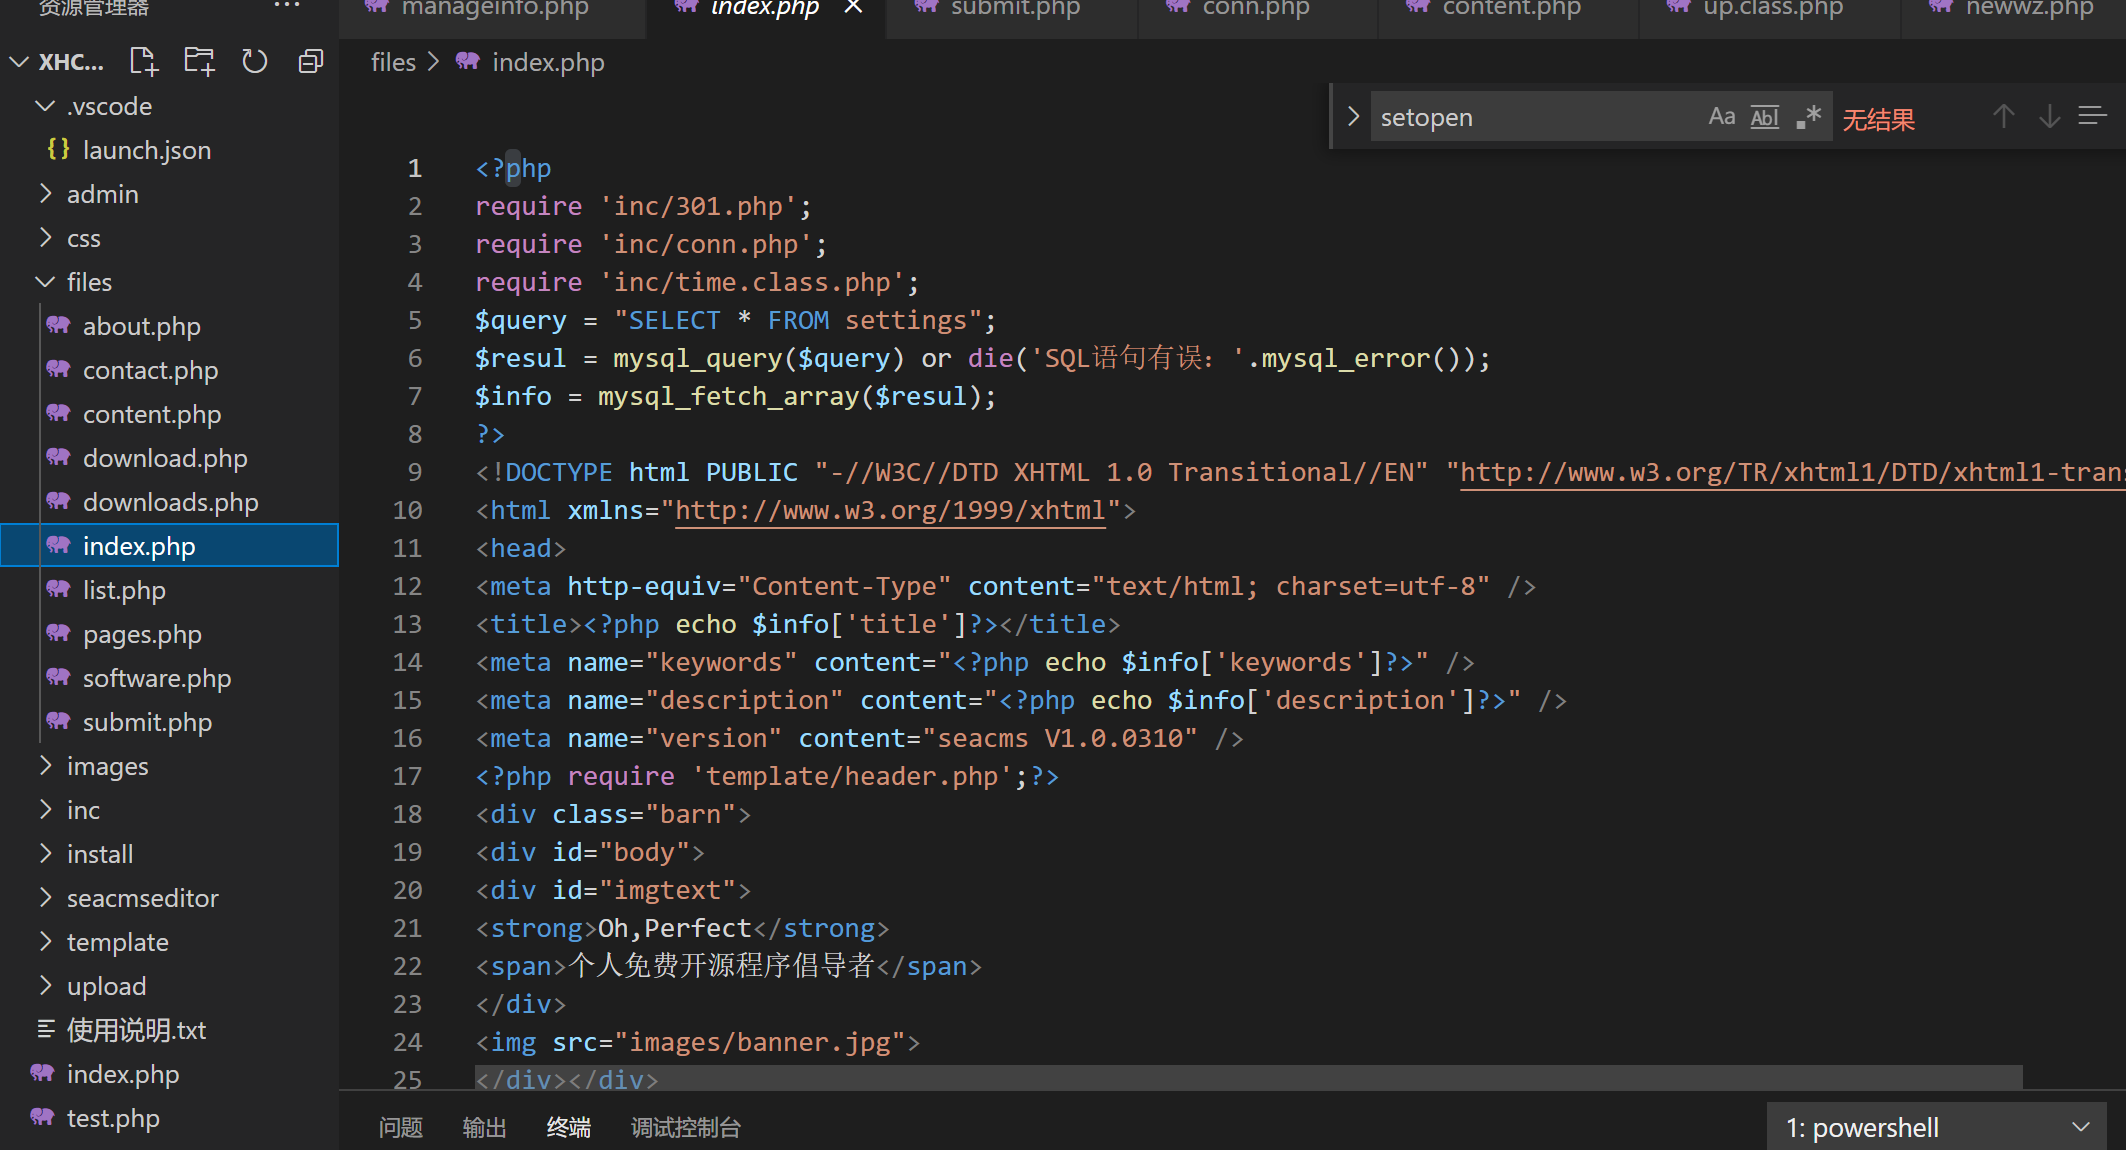 资源管理器 ···
manageinfo.php index.php submit.php conn.php content.php up.class.php newwz.php
XHC...
.vscode
{} launch.json
admin
css
files
about.php
contact.php
content.php
download.php
downloads.php
index.php
list.php
pages.php
software.php
submit.php
images
inc
install
seacmseditor
template
upload
使用说明.txt
index.php
test.php
files > index.php
setopen Aa Abl .* 无结果
1 <?php
2 require 'inc/301.php';
3 require 'inc/conn.php';
4 require 'inc/time.class.php';
5 $query = "SELECT * FROM settings";
6 $resul = mysql_query($query) or die('SQL语句有误：'.mysql_error());
7 $info = mysql_fetch_array($resul);
8 ?>
9 <!DOCTYPE html PUBLIC "-//W3C//DTD XHTML 1.0 Transitional//EN" "http://www.w3.org/TR/xhtml1/DTD/xhtml1-trans
10 <html xmlns="http://www.w3.org/1999/xhtml">
11 <head>
12 <meta http-equiv="Content-Type" content="text/html; charset=utf-8" />
13 <title><?php echo $info['title']?></title>
14 <meta name="keywords" content="<?php echo $info['keywords']?>" />
15 <meta name="description" content="<?php echo $info['description']?>" />
16 <meta name="version" content="seacms V1.0.0310" />
17 <?php require 'template/header.php';?>
18 <div class="barn">
19 <div id="body">
20 <div id="imgtext">
21 <strong>Oh,Perfect</strong>
22 <span>个人免费开源程序倡导者</span>
23 </div>
24 <img src="images/banner.jpg">
25 </div></div>
问题 输出 终端 调试控制台
1: powershell